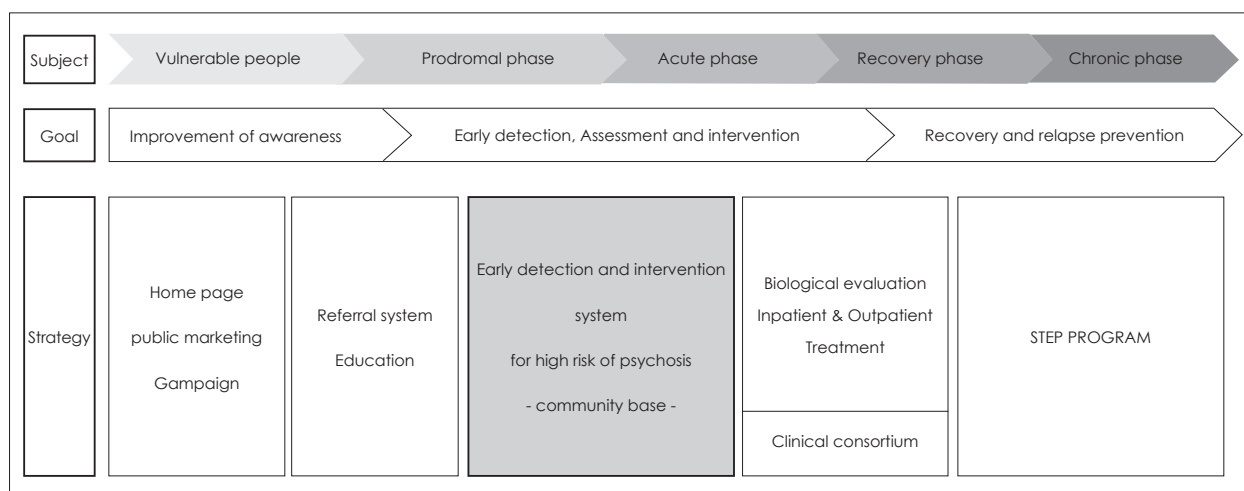 Subject
Vulnerable people
Prodromal phase
Acute phase
Recovery phase
Chronic phase
Goal
Improvement of awareness
Early detection, Assessment and intervention
Recovery and relapse prevention
Strategy
Home page
public marketing
Gampaign
Referral system
Education
Early detection and intervention
system
for high risk of psychosis
- community base -
Biological evaluation
Inpatient & Outpatient
Treatment
Clinical consortium
STEP PROGRAM